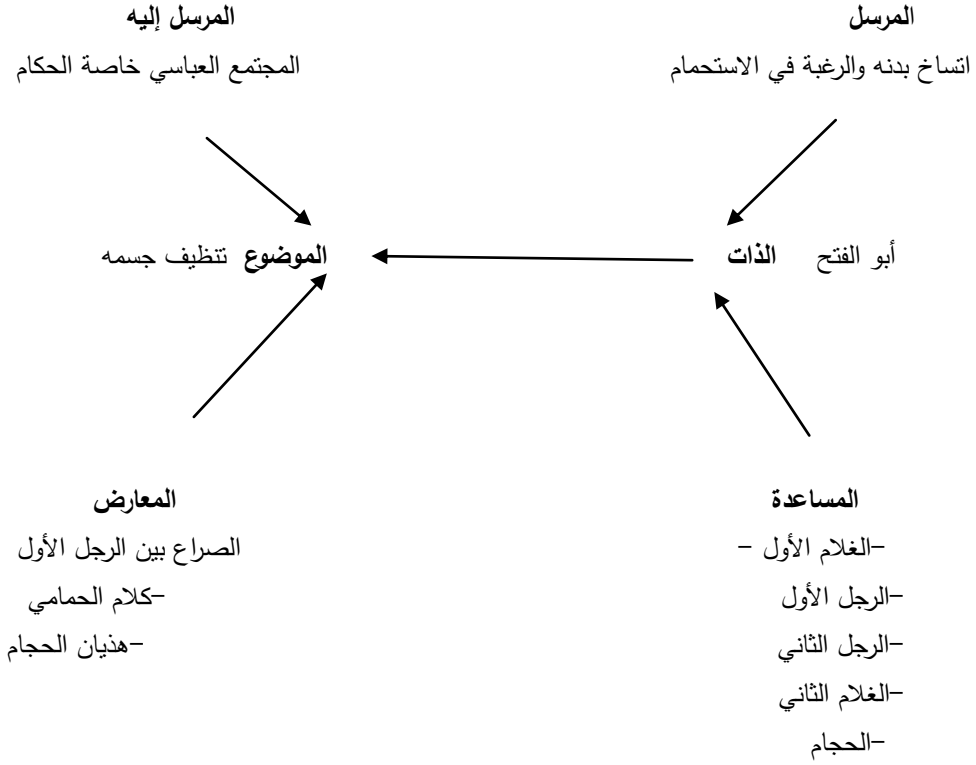 المرسل
المرسل إليه
اتساخ بدنه والرغبة في الاستحمام
المجتمع العباسي خاصة الحكام
أبو الفتح الذات
الموضوع تنظيف جسمه
المساعدة
المعارض
-الغلام الأول -
الصراع بين الرجل الأول
-الرجل الأول
-كلام الحمامي
-الرجل الثاني
-هذيان الحجام
-الغلام الثاني
-الحجام